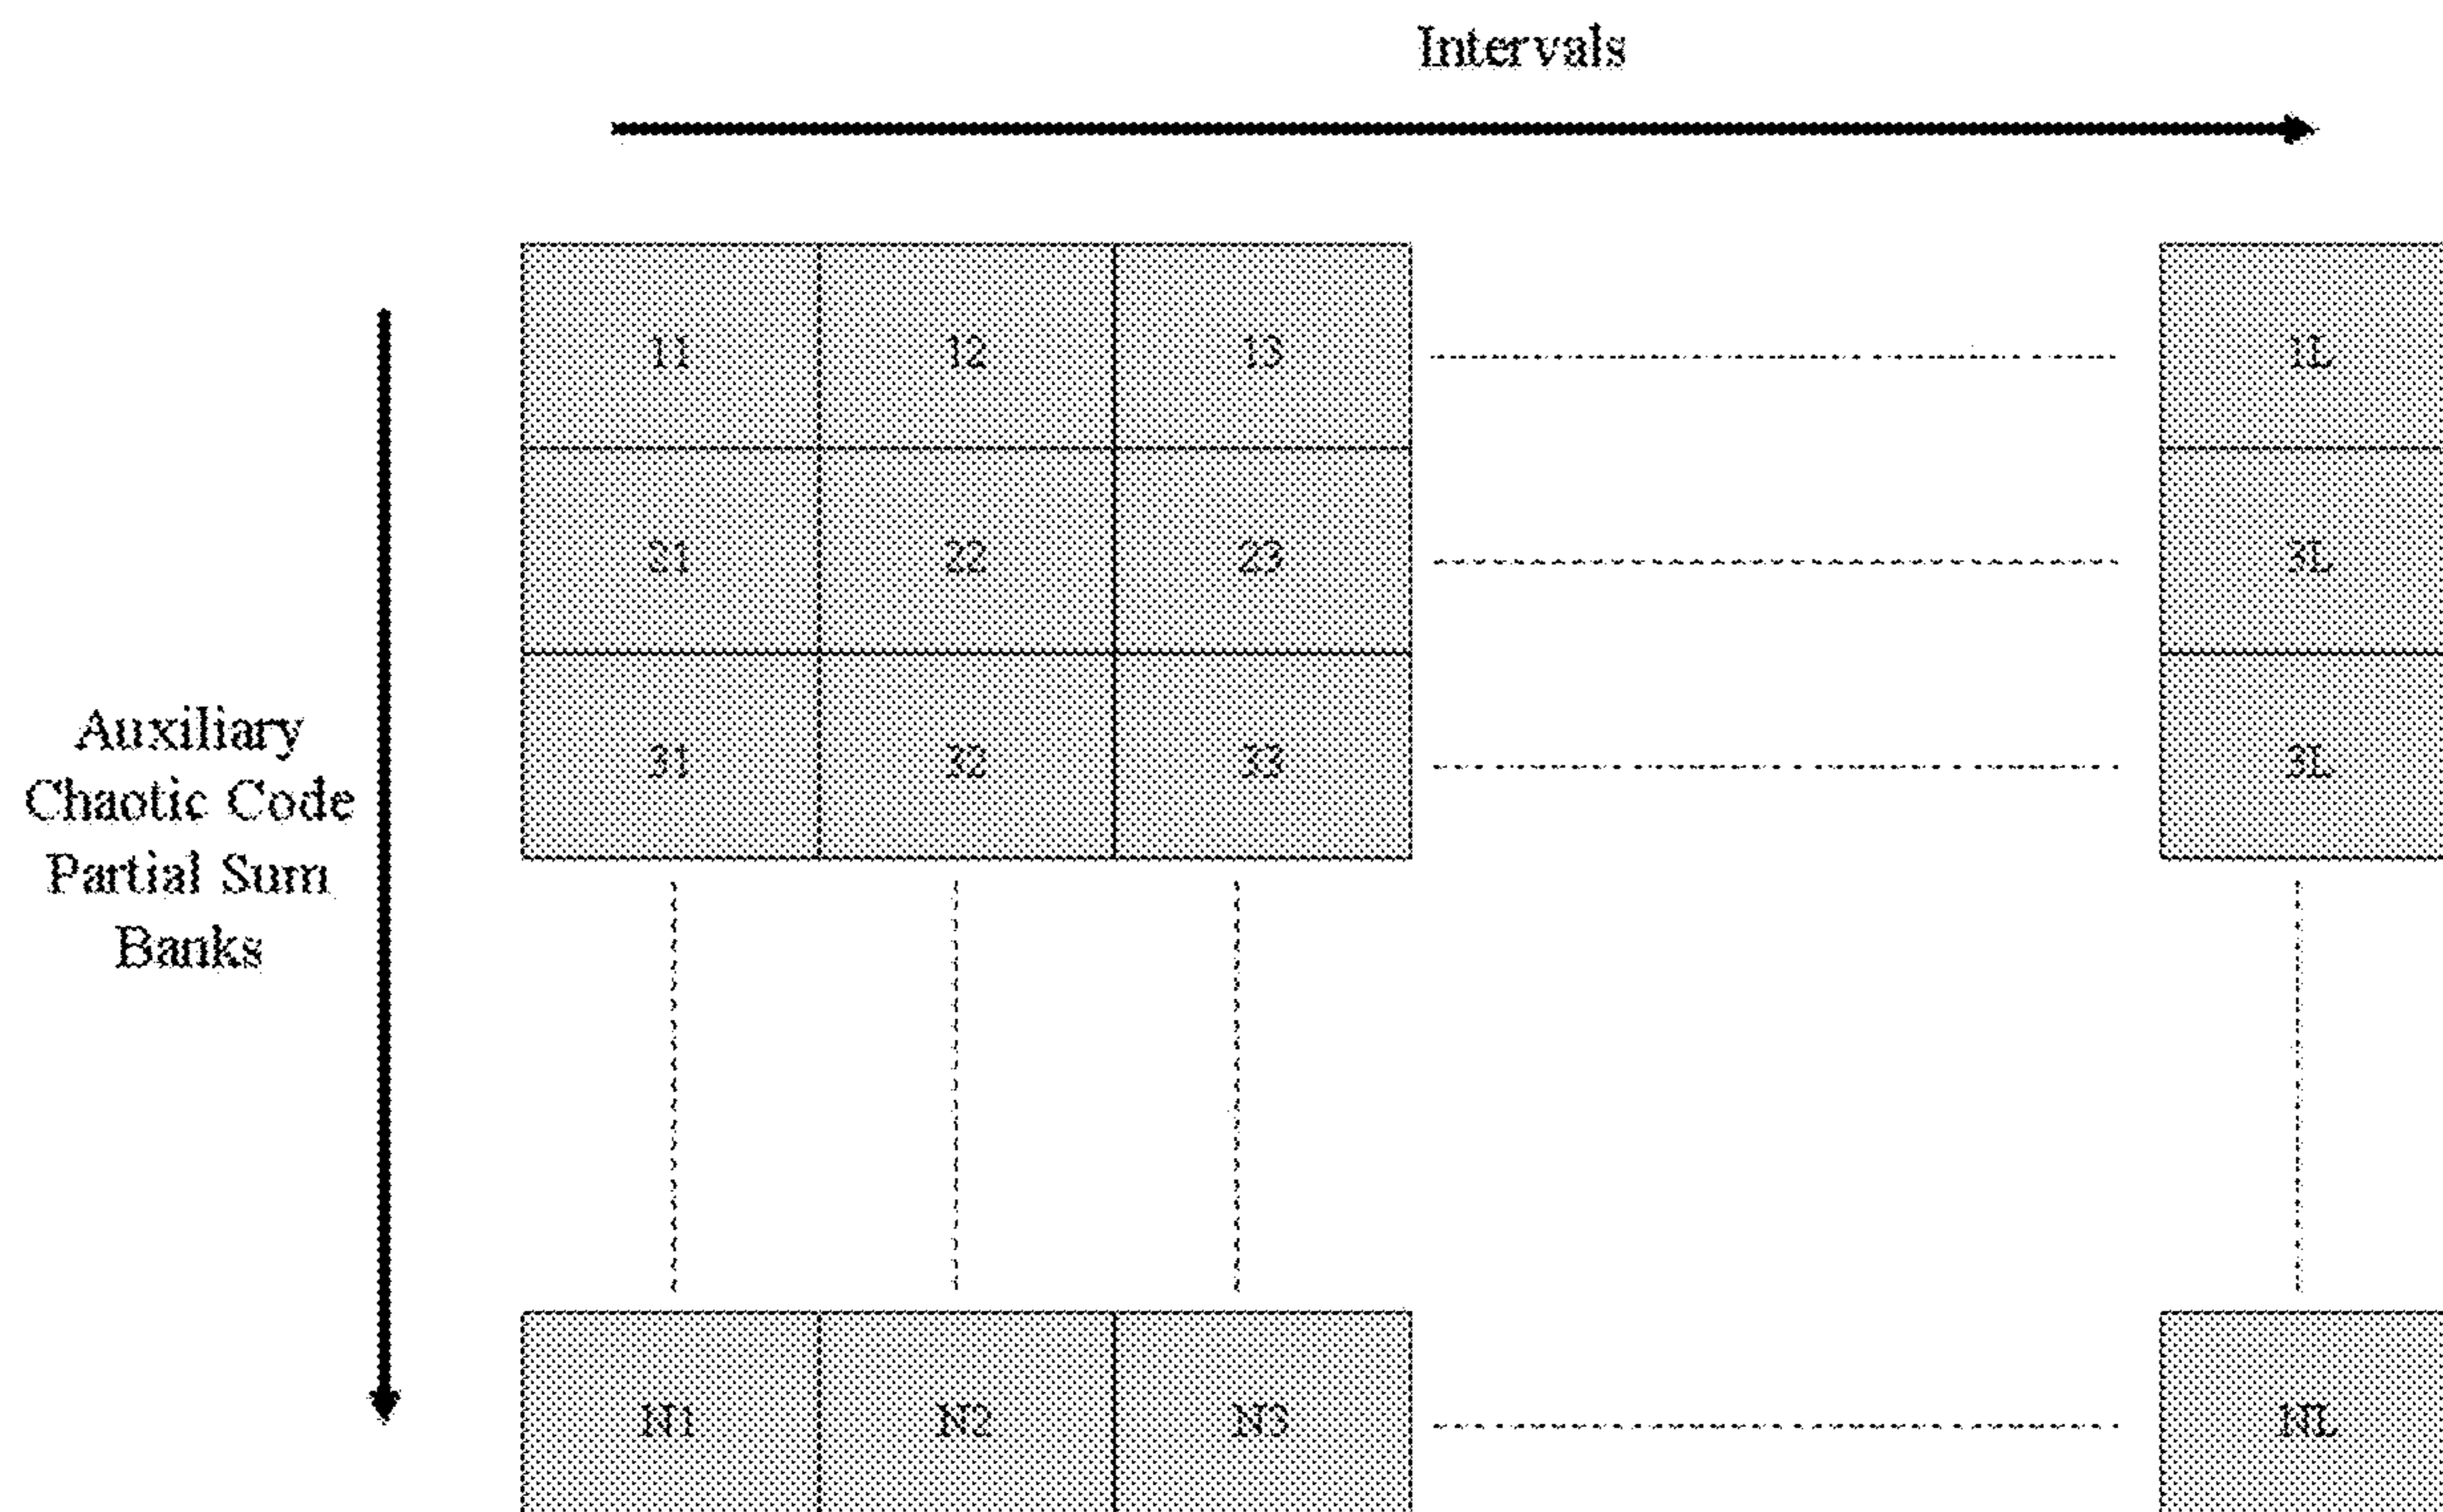 Intervals
11 12 13 1L
21 22 23 3L
31 32 33 3L
Auxiliary
Chaotic Code
Partial Sum
Banks
N1 N2 N3 NL